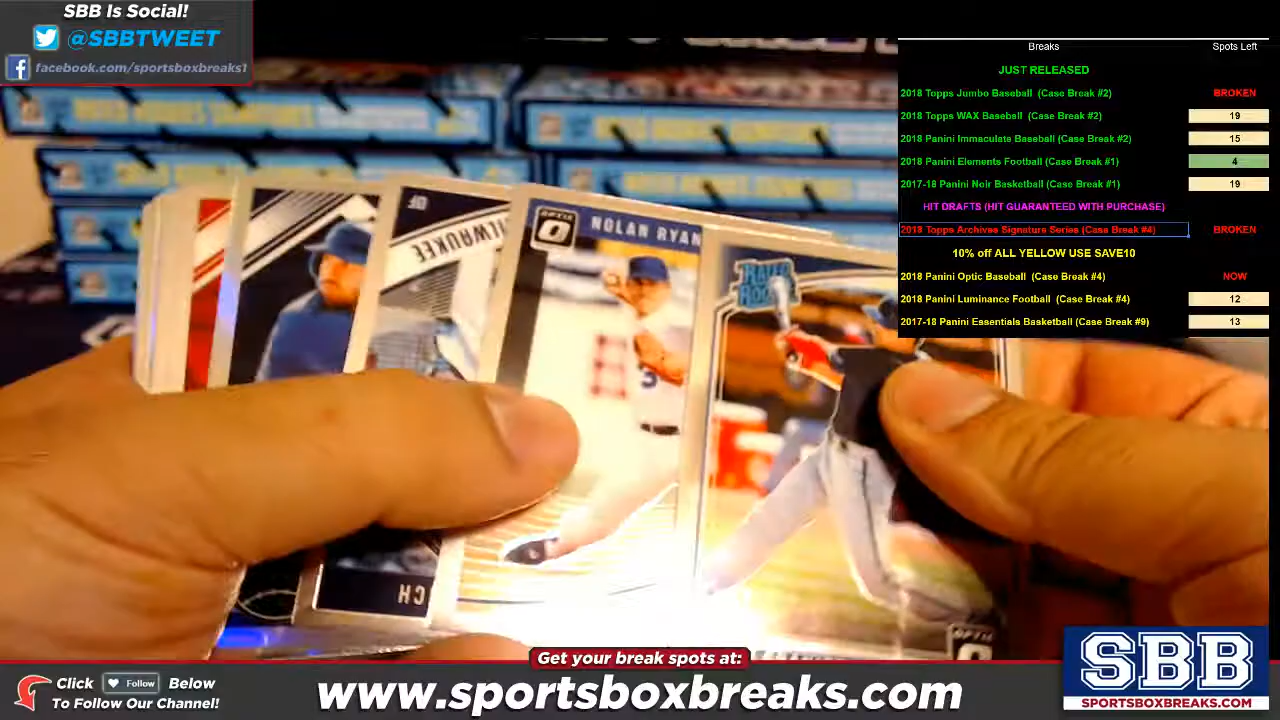 SBB Is Social!
@SBBTWEET
facebook.com/sportsboxbreaks1
Breaks Spots Left
JUST RELEASED
2018 Topps Jumbo Baseball (Case Break #2) BROKEN
2018 Topps WAX Baseball (Case Break #2) 19
2018 Panini Immaculate Baseball (Case Break #2) 15
2018 Panini Elements Football (Case Break #1) 4
2017-18 Panini Noir Basketball (Case Break #1) 19
HIT DRAFTS (HIT GUARANTEED WITH PURCHASE)
2018 Topps Archives Signature Series (Case Break #4) BROKEN
10% off ALL YELLOW USE SAVE10
2018 Panini Optic Baseball (Case Break #4) NOW
2018 Panini Luminance Football (Case Break #4) 12
2017-18 Panini Essentials Basketball (Case Break #9) 13
OF
MILWAUKEE
CH
OPTIC
NOLAN RYAN
RATED ROOKIE
Get your break spots at:
www.sportsboxbreaks.com
Click Follow Below
To Follow Our Channel!
SBB
SPORTSBOXBREAKS.COM